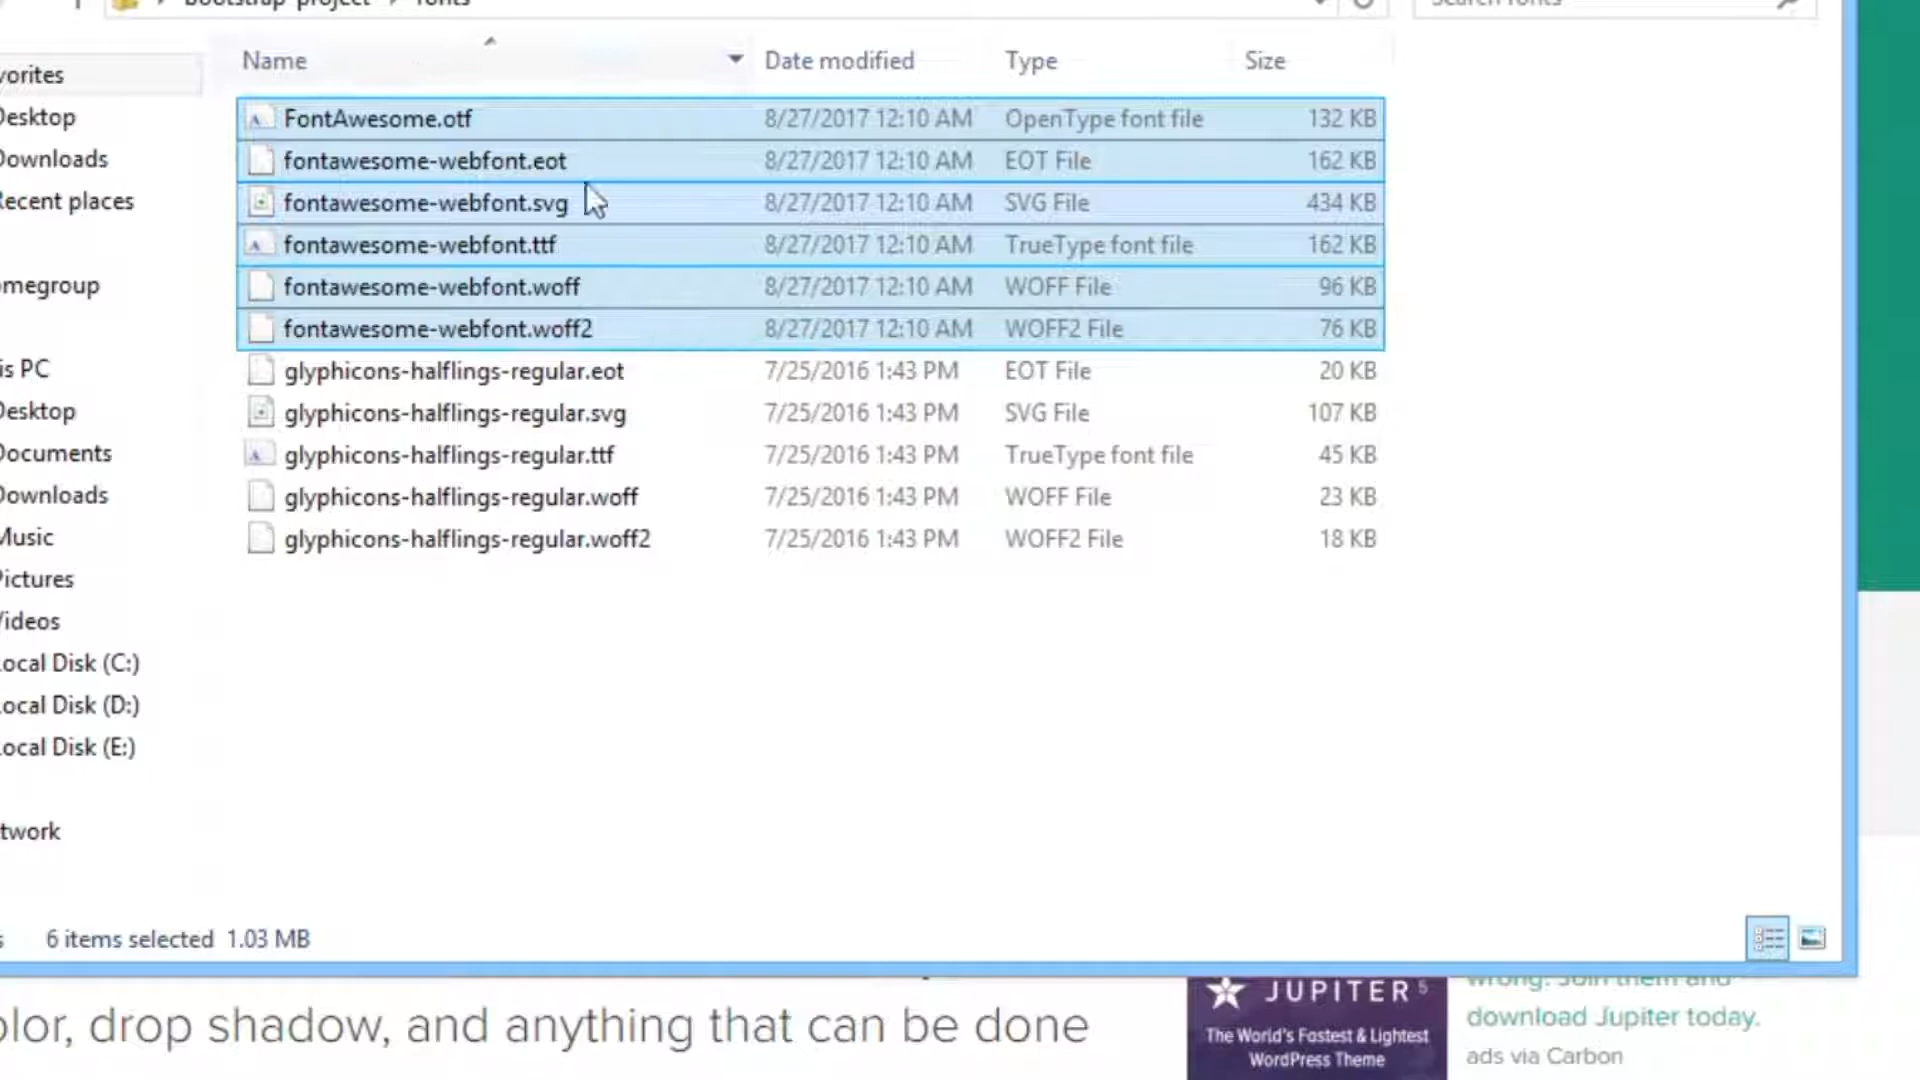 Bootstrap project fonts
Search fonts
Name Date modified Type Size
vorites
Desktop
Downloads
Recent places
omegroup
is PC
Desktop
Documents
Downloads
Music
Pictures
Videos
Local Disk (C:)
Local Disk (D:)
Local Disk (E:)
twork
FontAwesome.otf 8/27/2017 12:10 AM OpenType font file 132 KB
fontawesome-webfont.eot 8/27/2017 12:10 AM EOT File 162 KB
fontawesome-webfont.svg 8/27/2017 12:10 AM SVG File 434 KB
fontawesome-webfont.ttf 8/27/2017 12:10 AM TrueType font file 162 KB
fontawesome-webfont.woff 8/27/2017 12:10 AM WOFF File 96 KB
fontawesome-webfont.woff2 8/27/2017 12:10 AM WOFF2 File 76 KB
glyphicons-halflings-regular.eot 7/25/2016 1:43 PM EOT File 20 KB
glyphicons-halflings-regular.svg 7/25/2016 1:43 PM SVG File 107 KB
glyphicons-halflings-regular.ttf 7/25/2016 1:43 PM TrueType font file 45 KB
glyphicons-halflings-regular.woff 7/25/2016 1:43 PM WOFF File 23 KB
glyphicons-halflings-regular.woff2 7/25/2016 1:43 PM WOFF2 File 18 KB
s 6 items selected 1.03 MB
olor, drop shadow, and anything that can be done
JUPITER 5
The World's Fastest & Lightest
WordPress Theme
wrong. Join them and
download Jupiter today.
ads via Carbon